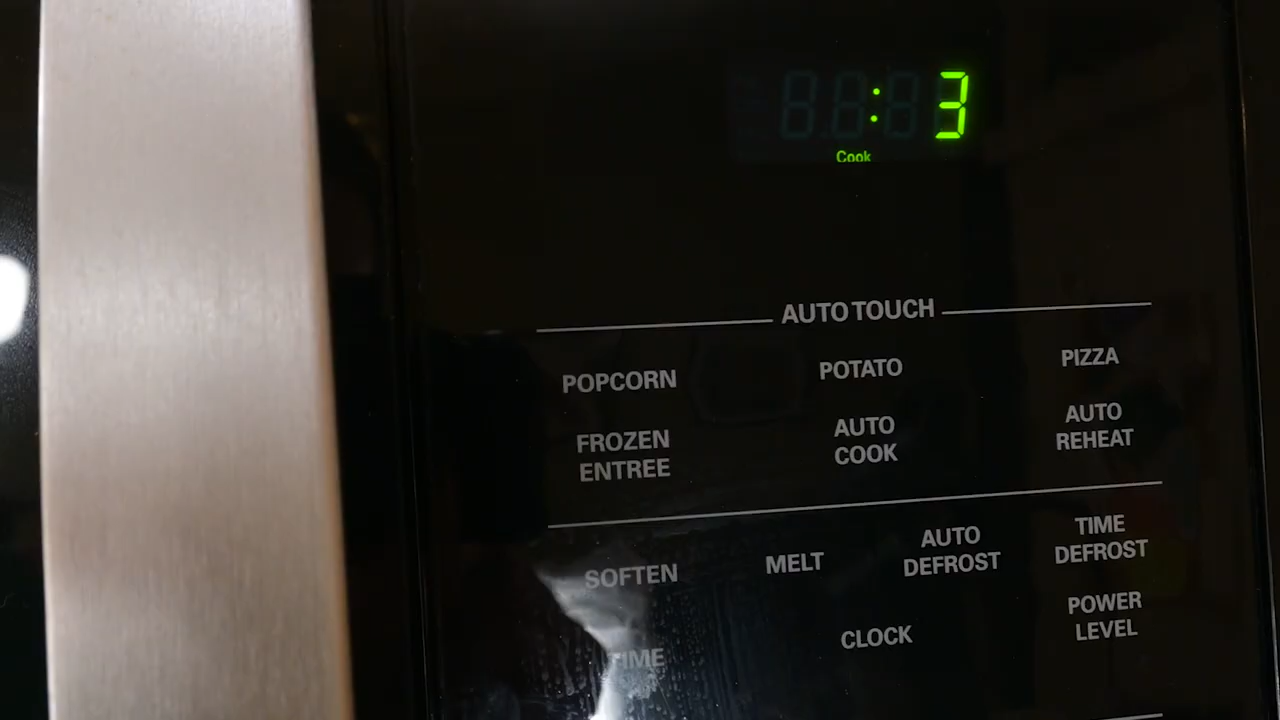 : 3
Cook
AUTO TOUCH
POPCORN
POTATO
PIZZA
FROZEN
ENTREE
AUTO
COOK
AUTO
REHEAT
SOFTEN
MELT
AUTO
DEFROST
TIME
DEFROST
TIME
CLOCK
POWER
LEVEL